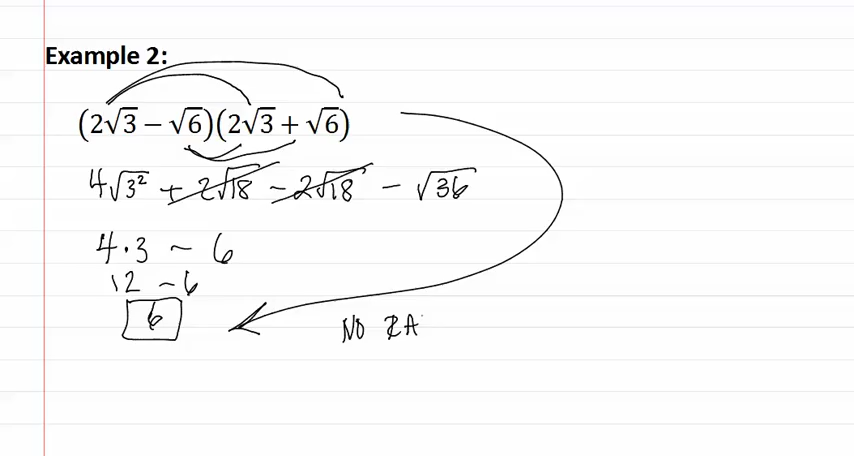 Example 2:
(2√3 − √6)(2√3 + √6)
4√3² + 2√18 − 2√18 − √36
4·3 − 6
12 − 6
6
NO RA